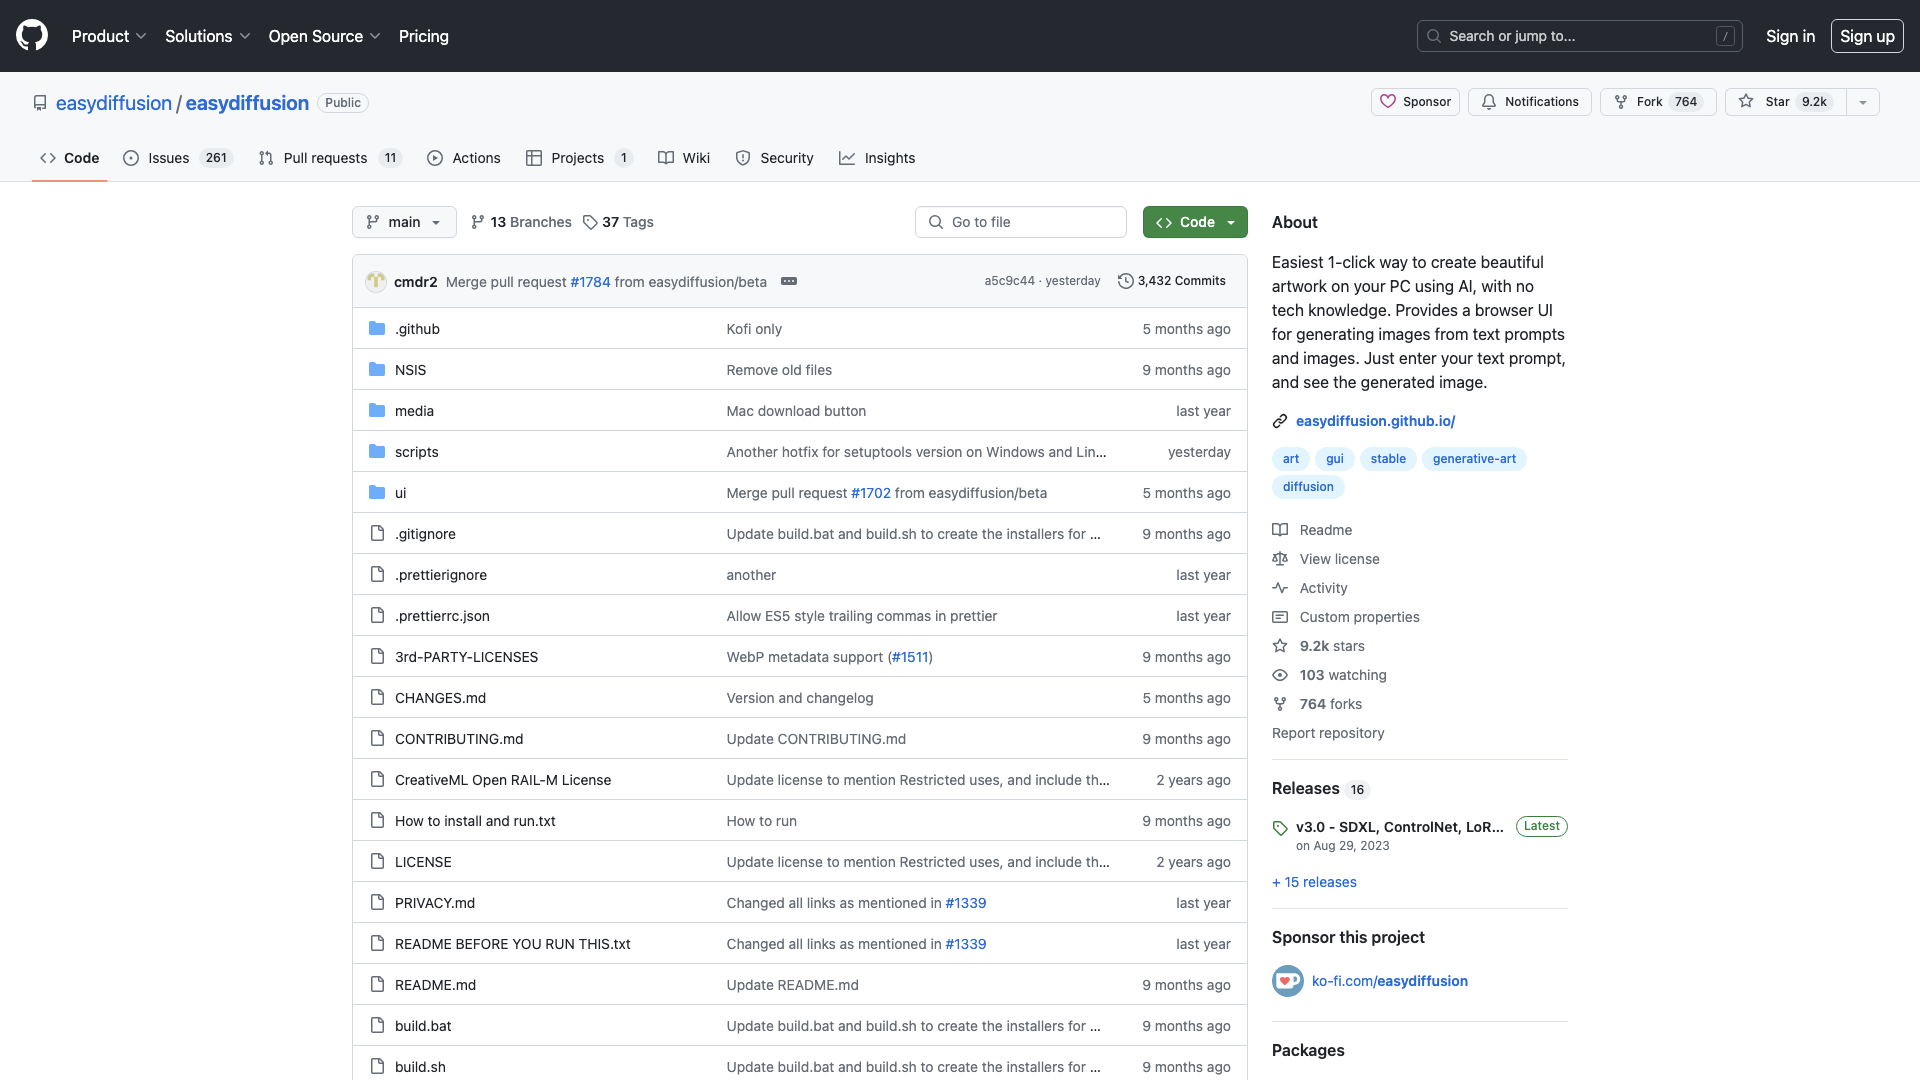 Product Solutions Open Source Pricing Search or jump to... / Sign in Sign up
easydiffusion / easydiffusion Public Sponsor Notifications Fork 764 Star 9.2k
Code Issues 261 Pull requests 11 Actions Projects 1 Wiki Security Insights
main 13 Branches 37 Tags Go to file Code
cmdr2 Merge pull request #1784 from easydiffusion/beta a5c9c44 · yesterday 3,432 Commits
.github Kofi only 5 months ago
NSIS Remove old files 9 months ago
media Mac download button last year
scripts Another hotfix for setuptools version on Windows and Lin... yesterday
ui Merge pull request #1702 from easydiffusion/beta 5 months ago
.gitignore Update build.bat and build.sh to create the installers for ... 9 months ago
.prettierignore another last year
.prettierrc.json Allow ES5 style trailing commas in prettier last year
3rd-PARTY-LICENSES WebP metadata support (#1511) 9 months ago
CHANGES.md Version and changelog 5 months ago
CONTRIBUTING.md Update CONTRIBUTING.md 9 months ago
CreativeML Open RAIL-M License Update license to mention Restricted uses, and include th... 2 years ago
How to install and run.txt How to run 9 months ago
LICENSE Update license to mention Restricted uses, and include th... 2 years ago
PRIVACY.md Changed all links as mentioned in #1339 last year
README BEFORE YOU RUN THIS.txt Changed all links as mentioned in #1339 last year
README.md Update README.md 9 months ago
build.bat Update build.bat and build.sh to create the installers for ... 9 months ago
build.sh Update build.bat and build.sh to create the installers for ... 9 months ago
About
Easiest 1-click way to create beautiful
artwork on your PC using AI, with no
tech knowledge. Provides a browser UI
for generating images from text prompts
and images. Just enter your text prompt,
and see the generated image.
easydiffusion.github.io/
art gui stable generative-art
diffusion
Readme
View license
Activity
Custom properties
9.2k stars
103 watching
764 forks
Report repository
Releases 16
v3.0 - SDXL, ControlNet, LoR... Latest
on Aug 29, 2023
+ 15 releases
Sponsor this project
ko-fi.com/easydiffusion
Packages